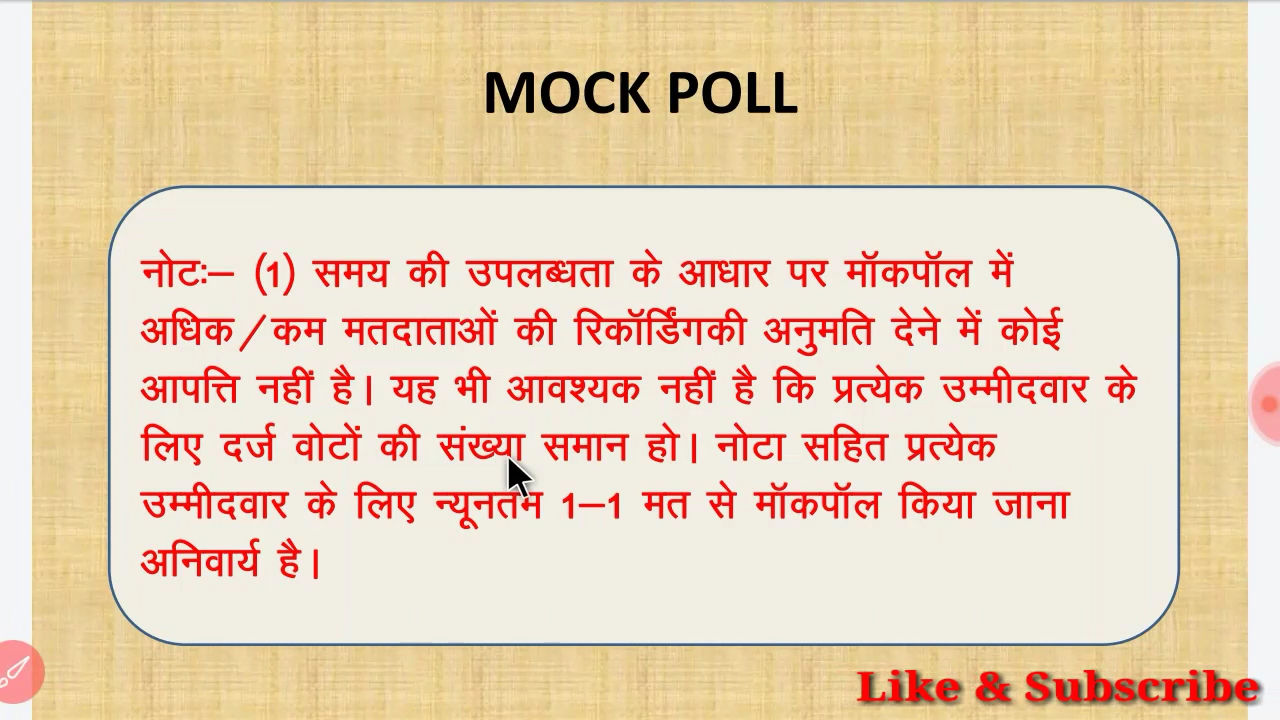 MOCK POLL
नोटः– (1) समय की उपलब्धता के आधार पर मॉकपॉल में
अधिक/कम मतदाताओं की रिकॉर्डिंगकी अनुमति देने में कोई
आपत्ति नहीं है। यह भी आवश्यक नहीं है कि प्रत्येक उम्मीदवार के
लिए दर्ज वोटों की संख्या समान हो। नोटा सहित प्रत्येक
उम्मीदवार के लिए न्यूनतम 1–1 मत से मॉकपॉल किया जाना
अनिवार्य है।
Like & Subscribe